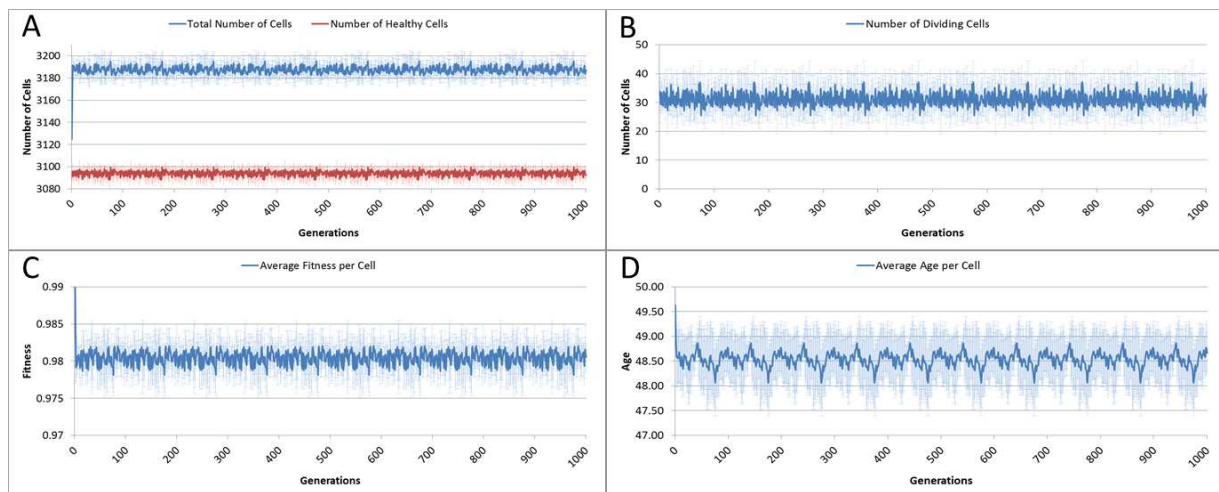 A
Total Number of Cells
Number of Healthy Cells
Number of Cells
3200
3180
3160
3140
3120
3100
3080
0 100 200 300 400 500 600 700 800 900 1000
Generations
B
Number of Dividing Cells
Number of Cells
50
40
30
20
10
0
0 100 200 300 400 500 600 700 800 900 1000
Generations
C
Average Fitness per Cell
Fitness
0.99
0.985
0.98
0.975
0.97
0 100 200 300 400 500 600 700 800 900 1000
Generations
D
Average Age per Cell
Age
50.00
49.50
49.00
48.50
48.00
47.50
47.00
0 100 200 300 400 500 600 700 800 900 1000
Generations